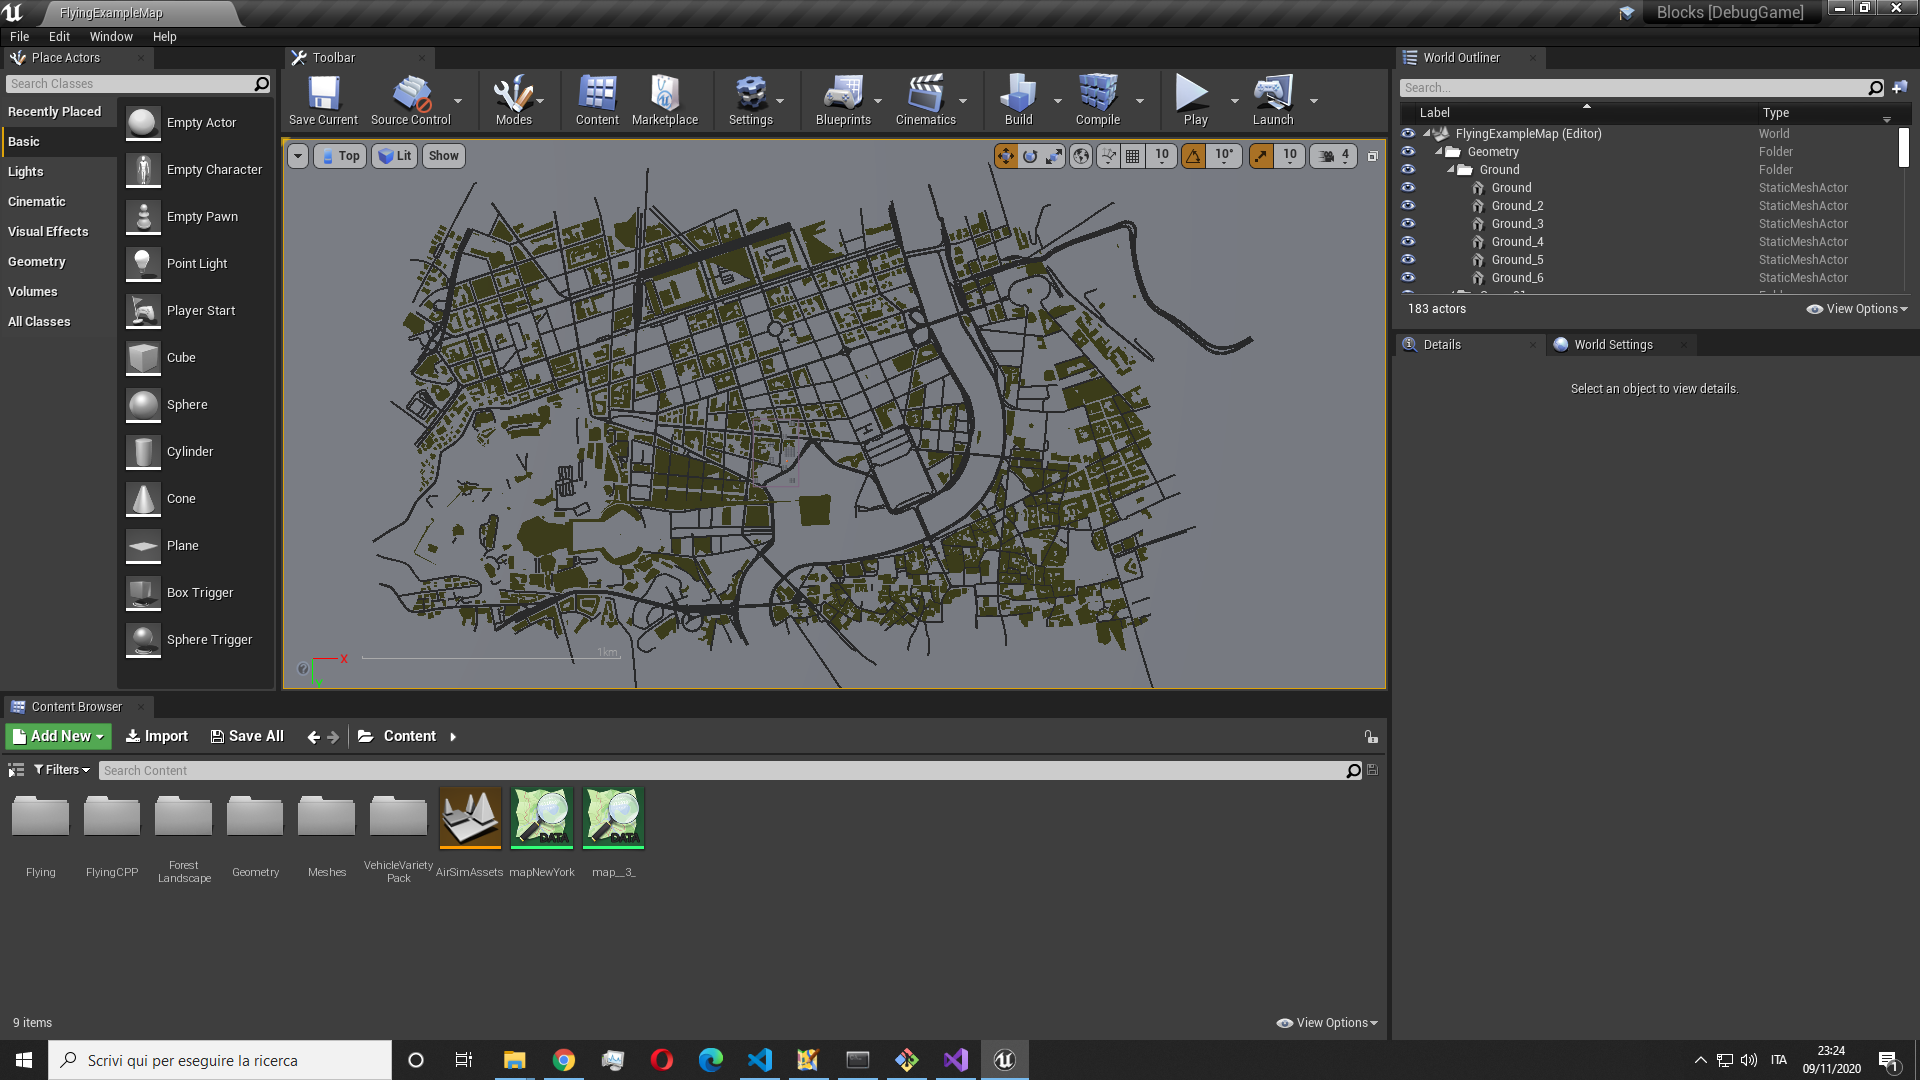 FlyingExampleMap
Blocks [DebugGame]
File Edit Window Help
Place Actors
Toolbar
World Outliner
Search Classes
Recently Placed
Basic
Lights
Cinematic
Visual Effects
Geometry
Volumes
All Classes
Empty Actor
Empty Character
Empty Pawn
Point Light
Player Start
Cube
Sphere
Cylinder
Cone
Plane
Box Trigger
Sphere Trigger
Save Current
Source Control
Modes
Content
Marketplace
Settings
Blueprints
Cinematics
Build
Compile
Play
Launch
Top
Lit
Show
10
10°
10
4
X
Y
1km
Search...
Label Type
FlyingExampleMap (Editor) World
Geometry Folder
Ground Folder
Ground StaticMeshActor
Ground_2 StaticMeshActor
Ground_3 StaticMeshActor
Ground_4 StaticMeshActor
Ground_5 StaticMeshActor
Ground_6 StaticMeshActor
183 actors
View Options
Details
World Settings
Select an object to view details.
Content Browser
Add New
Import
Save All
Content
Filters
Search Content
DATA
DATA
Flying
FlyingCPP
Forest
Landscape
Geometry
Meshes
VehicleVariety
Pack
AirSimAssets
mapNewYork
map__3_
9 items
View Options
Scrivi qui per eseguire la ricerca
ITA
23:24
09/11/2020
1